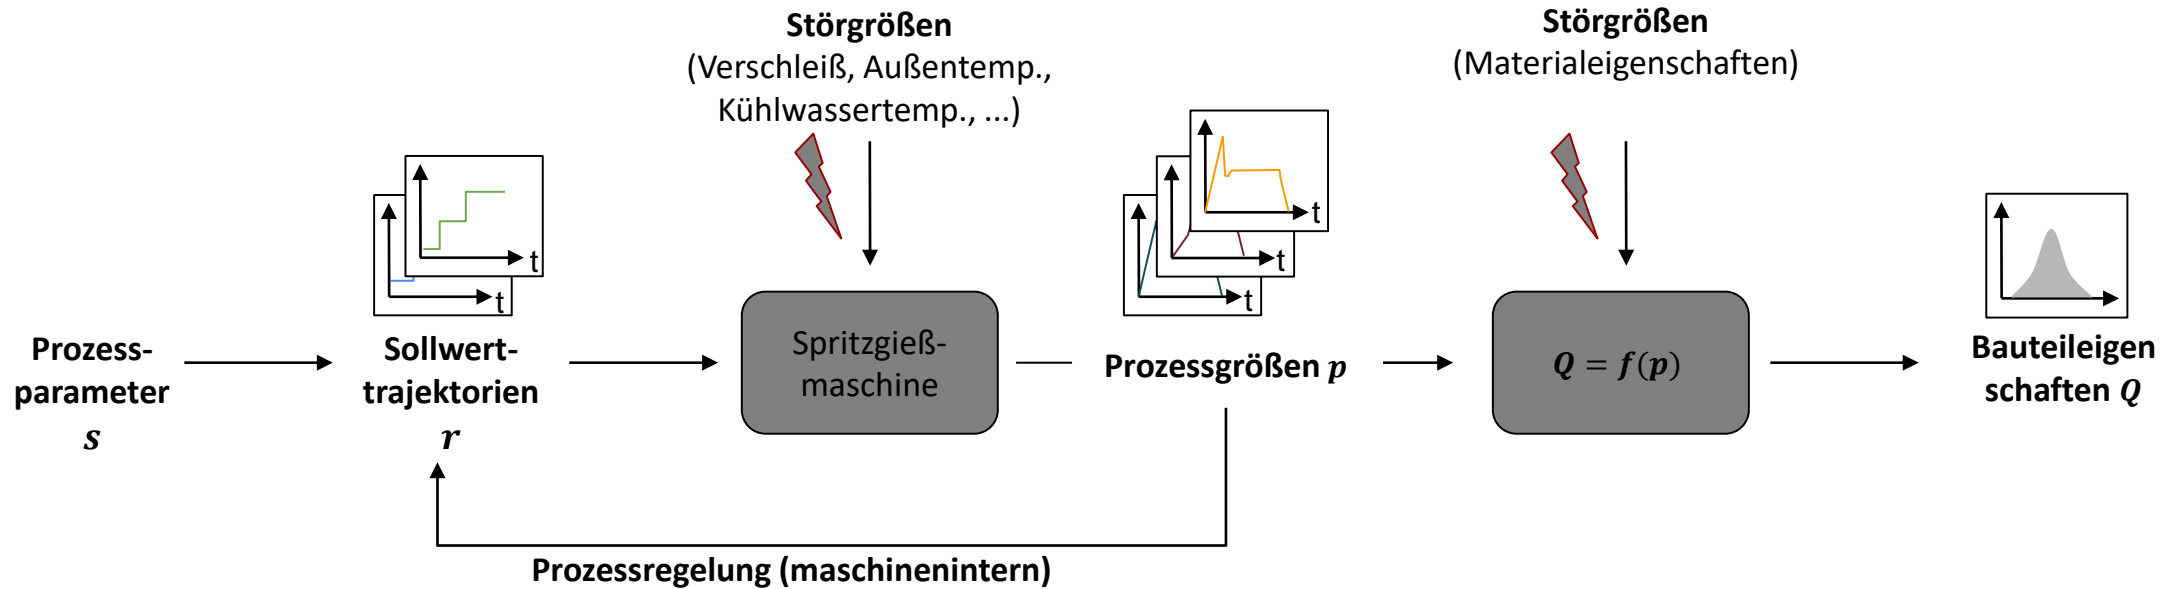 Störgrößen
(Verschleiß, Außentemp.,
Kühlwassertemp., ...)
Störgrößen
(Materialeigenschaften)
t
t
t
t
t
Prozess-
parameter
s
Sollwert-
trajektorien
r
Spritzgieß-
maschine
Prozessgrößen p
Q = f(p)
Bauteileigen
schaften Q
Prozessregelung (maschinenintern)